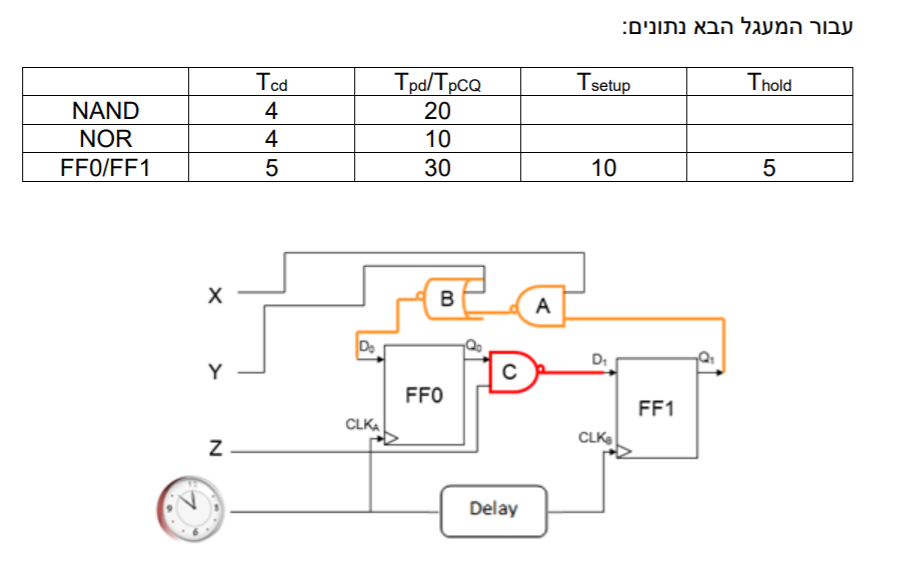 עבור המעגל הבא נתונים:
Tcd Tpd/TpCQ Tsetup Thold
NAND 4 20
NOR 4 10
FF0/FF1 5 30 10 5
X
B
A
Y
D0
Q0
C
D1
Q1
FF0
FF1
CLKA
CLKB
Z
Delay